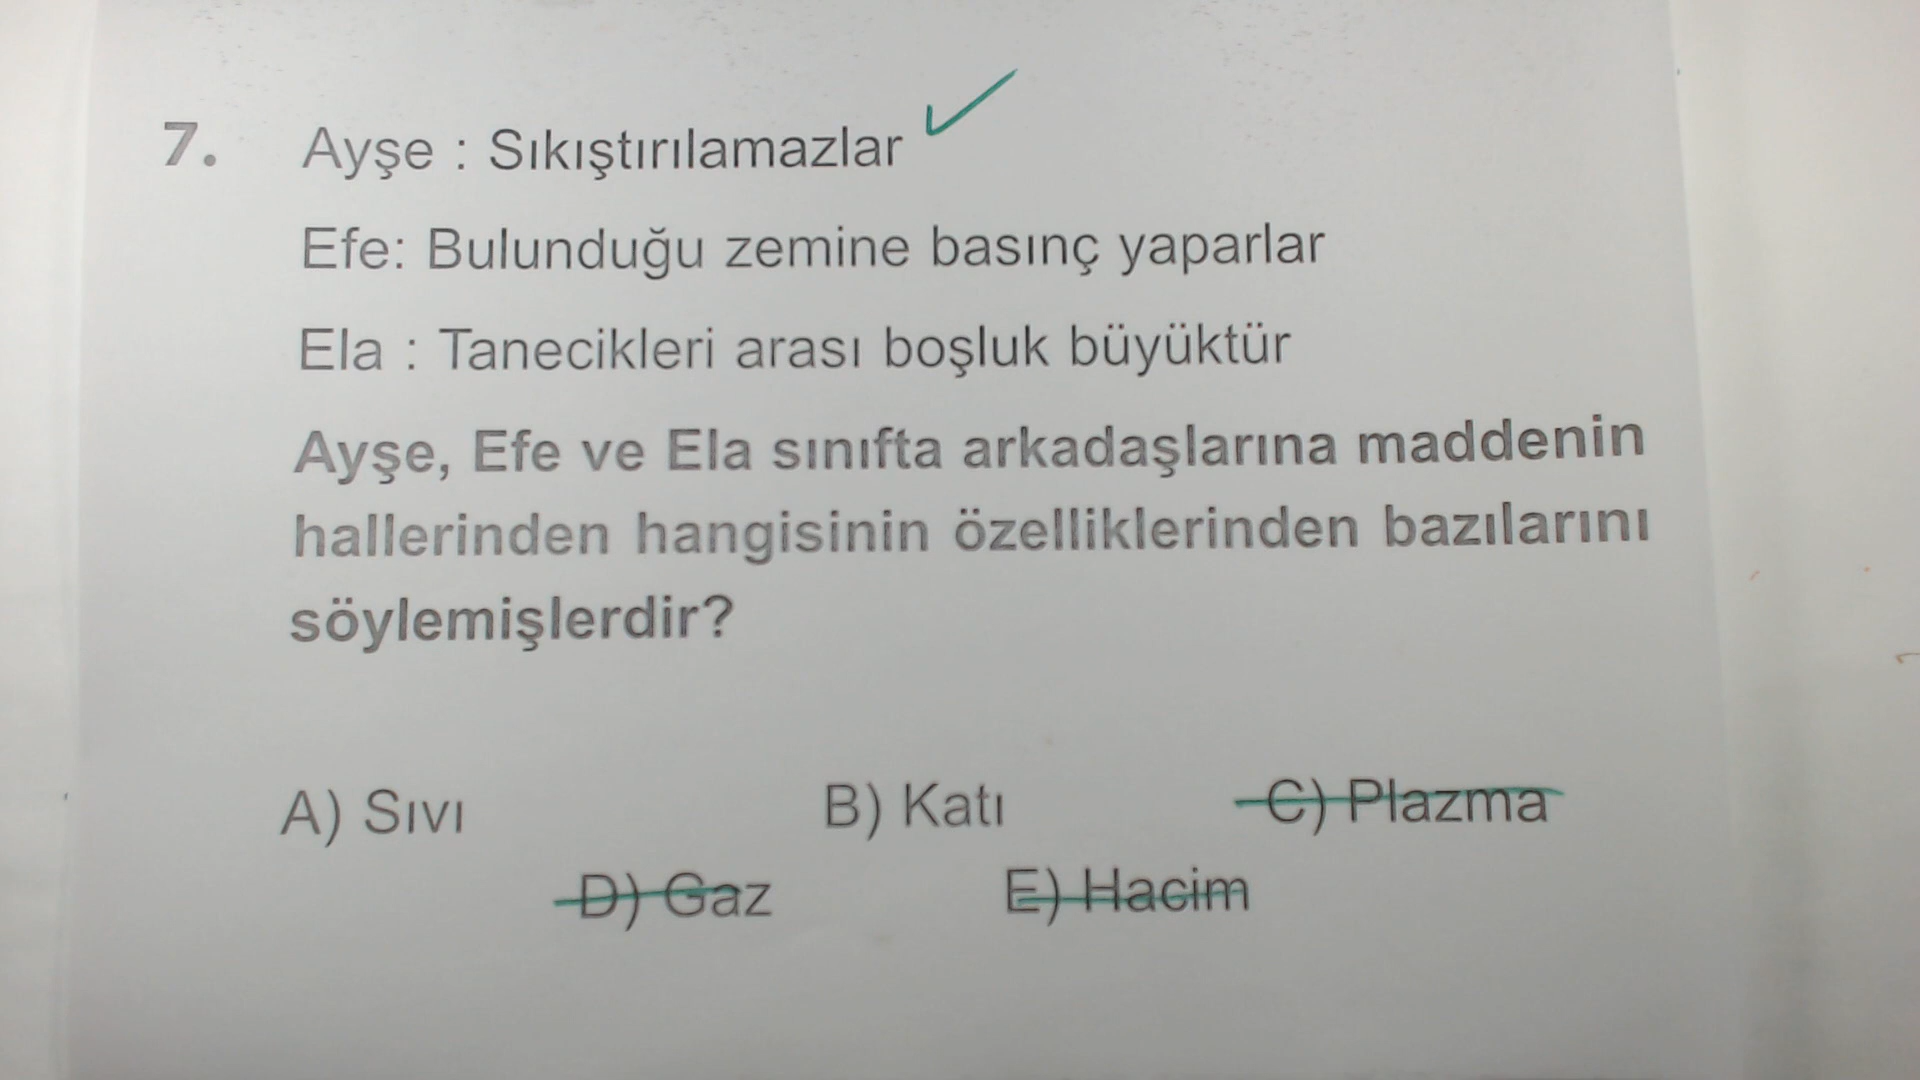 7. Ayşe : Sıkıştırılamazlar
Efe: Bulunduğu zemine basınç yaparlar
Ela : Tanecikleri arası boşluk büyüktür
Ayşe, Efe ve Ela sınıfta arkadaşlarına maddenin
hallerinden hangisinin özelliklerinden bazılarını
söylemişlerdir?
A) Sıvı B) Katı C) Plazma
D) Gaz E) Hacim